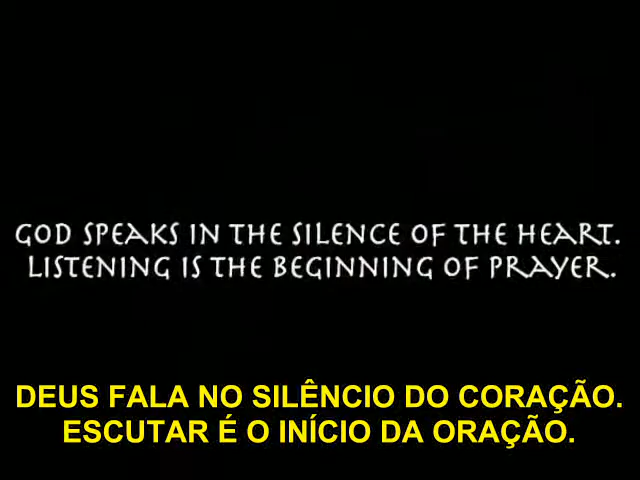 GOD SPEAKS IN THE SILENCE OF THE HEART.
LISTENING IS THE BEGINNING OF PRAYER.
DEUS FALA NO SILÊNCIO DO CORAÇÃO.
ESCUTAR É O INÍCIO DA ORAÇÃO.